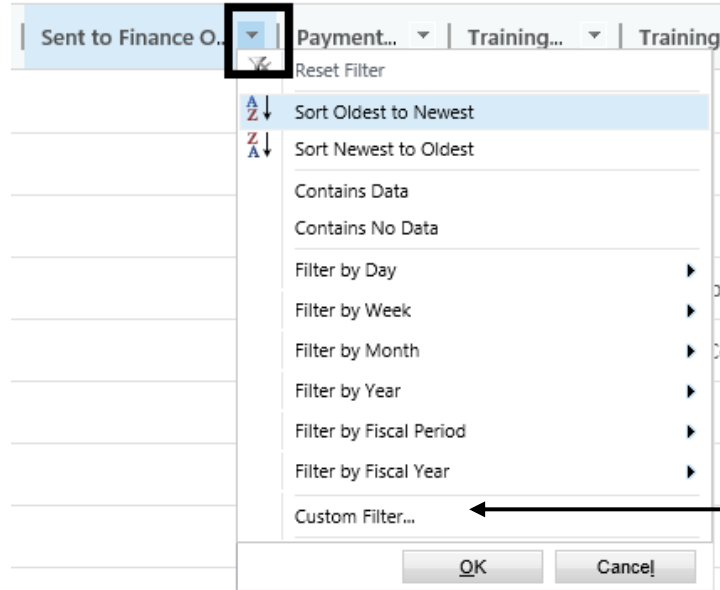 Sent to Finance O.. Payment... Training... Training
Reset Filter
Sort Oldest to Newest
Sort Newest to Oldest
Contains Data
Contains No Data
Filter by Day
Filter by Week
Filter by Month
Filter by Year
Filter by Fiscal Period
Filter by Fiscal Year
Custom Filter...
OK Cancel